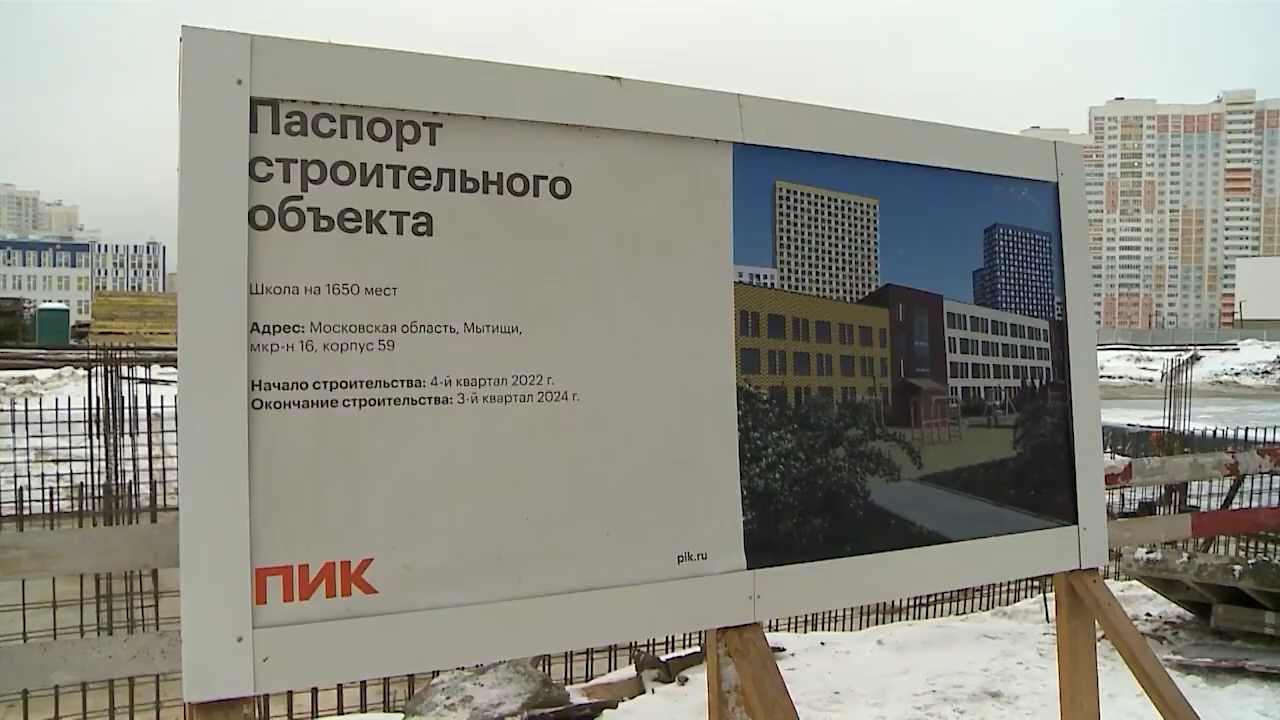 Паспорт
строительного
объекта
Школа на 1650 мест
Адрес: Московская область, Мытищи,
мкр-н 16, корпус 59
Начало строительства: 4-й квартал 2022 г.
Окончание строительства: 3-й квартал 2024 г.
ПИК
pik.ru